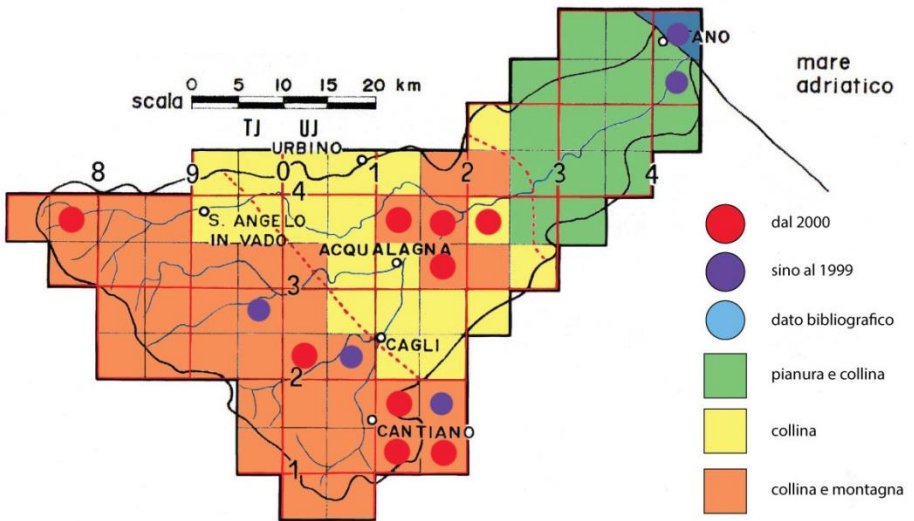 FANO
mare
adriatico
scala 0 5 10 15 20 km
TJ UJ
URBINO
8 9 0 1 2 3 4
4
S. ANGELO
IN VADO
ACQUALAGNA
3
CAGLI
2
CANTIANO
1
dal 2000
sino al 1999
dato bibliografico
pianura e collina
collina
collina e montagna